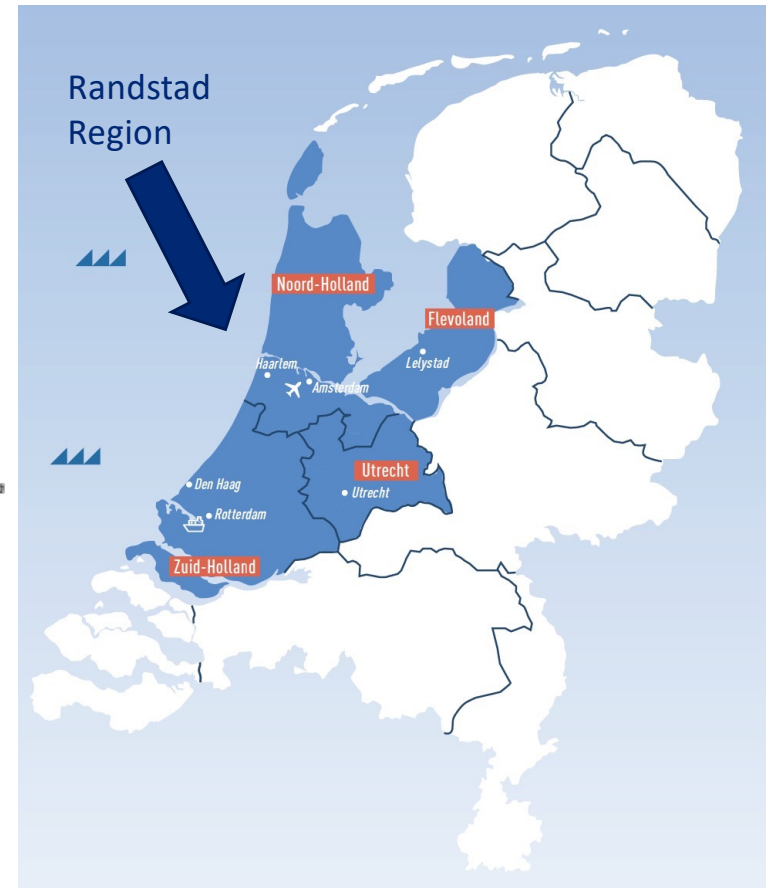 Randstad
Region
Noord-Holland
Flevoland
Haarlem
Lelystad
Amsterdam
Utrecht
Den Haag
Utrecht
Rotterdam
Zuid-Holland